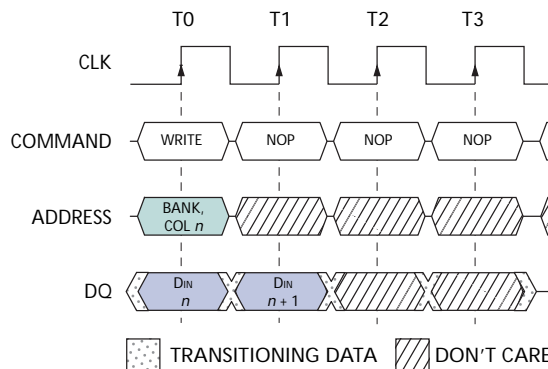 T0 T1 T2 T3
CLK
COMMAND WRITE NOP NOP NOP
ADDRESS BANK,
COL n
DQ DIN DIN
n n + 1
TRANSITIONING DATA DON'T CARE